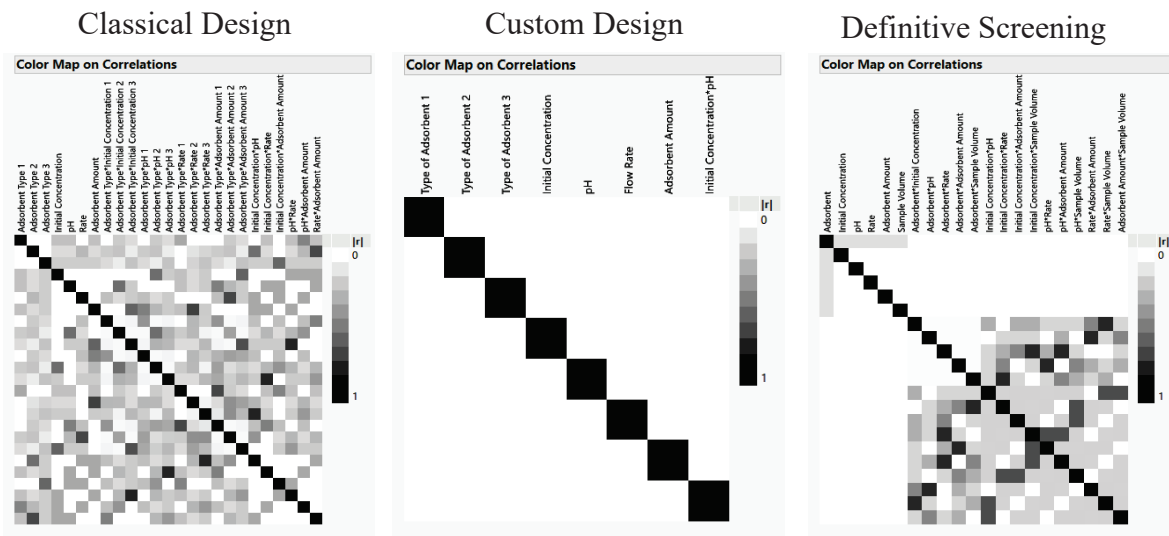 Classical Design
Custom Design
Definitive Screening
Color Map on Correlations
Adsorbent Type 1
Adsorbent Type 2
Adsorbent Type 3
Initial Concentration
pH
Rate
Adsorbent Amount
Adsorbent Type*Initial Concentration 1
Adsorbent Type*Initial Concentration 2
Adsorbent Type*Initial Concentration 3
Adsorbent Type*pH 1
Adsorbent Type*pH 2
Adsorbent Type*pH 3
Adsorbent Type*Rate 1
Adsorbent Type*Rate 2
Adsorbent Type*Rate 3
Adsorbent Type*Adsorbent Amount 1
Adsorbent Type*Adsorbent Amount 2
Adsorbent Type*Adsorbent Amount 3
Initial Concentration*pH
Initial Concentration*Rate
Initial Concentration*Adsorbent Amount
pH*Rate
pH*Adsorbent Amount
Rate*Adsorbent Amount
|r|
0
1
Color Map on Correlations
Type of Adsorbent 1
Type of Adsorbent 2
Type of Adsorbent 3
Initial Concentration
pH
Flow Rate
Adsorbent Amount
Initial Concentration*pH
|r|
0
1
Color Map on Correlations
Adsorbent
Initial Concentration
pH
Rate
Adsorbent Amount
Sample Volume
Adsorbent*Initial Concentration
Adsorbent*pH
Adsorbent*Rate
Adsorbent*Adsorbent Amount
Adsorbent*Sample Volume
Initial Concentration*pH
Initial Concentration*Rate
Initial Concentration*Adsorbent Amount
Initial Concentration*Sample Volume
pH*Rate
pH*Adsorbent Amount
pH*Sample Volume
Rate*Adsorbent Amount
Rate*Sample Volume
Adsorbent Amount*Sample Volume
|r|
0
1